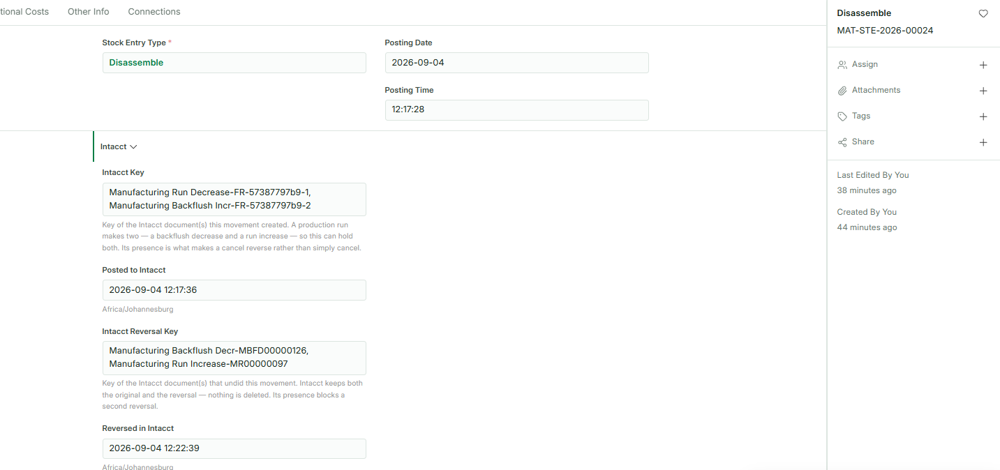 tional Costs Other Info Connections
Stock Entry Type *
Disassemble
Posting Date
2026-09-04
Posting Time
12:17:28
Intacct
Intacct Key
Manufacturing Run Decrease-FR-57387797b9-1,
Manufacturing Backflush Incr-FR-57387797b9-2
Key of the Intacct document(s) this movement created. A production run
makes two — a backflush decrease and a run increase — so this can hold
both. Its presence is what makes a cancel reverse rather than simply cancel.
Posted to Intacct
2026-09-04 12:17:36
Africa/Johannesburg
Intacct Reversal Key
Manufacturing Backflush Decr-MBFD00000126,
Manufacturing Run Increase-MR00000097
Key of the Intacct document(s) that undid this movement. Intacct keeps both
the original and the reversal — nothing is deleted. Its presence blocks a
second reversal.
Reversed in Intacct
2026-09-04 12:22:39
Africa/Johannesburg
Disassemble
MAT-STE-2026-00024
Assign
Attachments
Tags
Share
Last Edited By You
38 minutes ago
Created By You
44 minutes ago